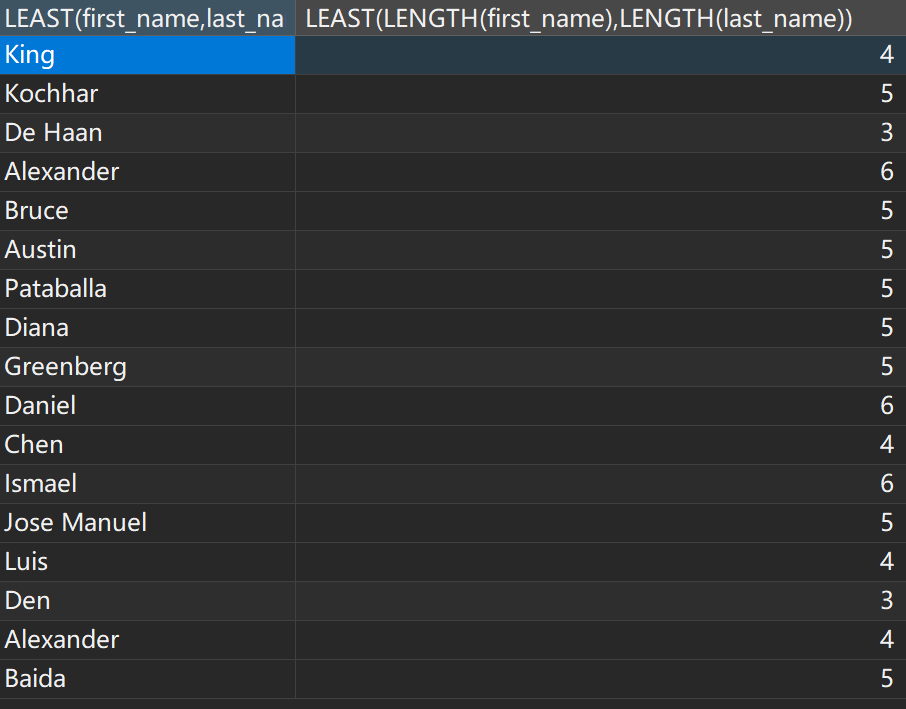 LEAST(first_name,last_na LEAST(LENGTH(first_name),LENGTH(last_name))
King 4
Kochhar 5
De Haan 3
Alexander 6
Bruce 5
Austin 5
Pataballa 5
Diana 5
Greenberg 5
Daniel 6
Chen 4
Ismael 6
Jose Manuel 5
Luis 4
Den 3
Alexander 4
Baida 5